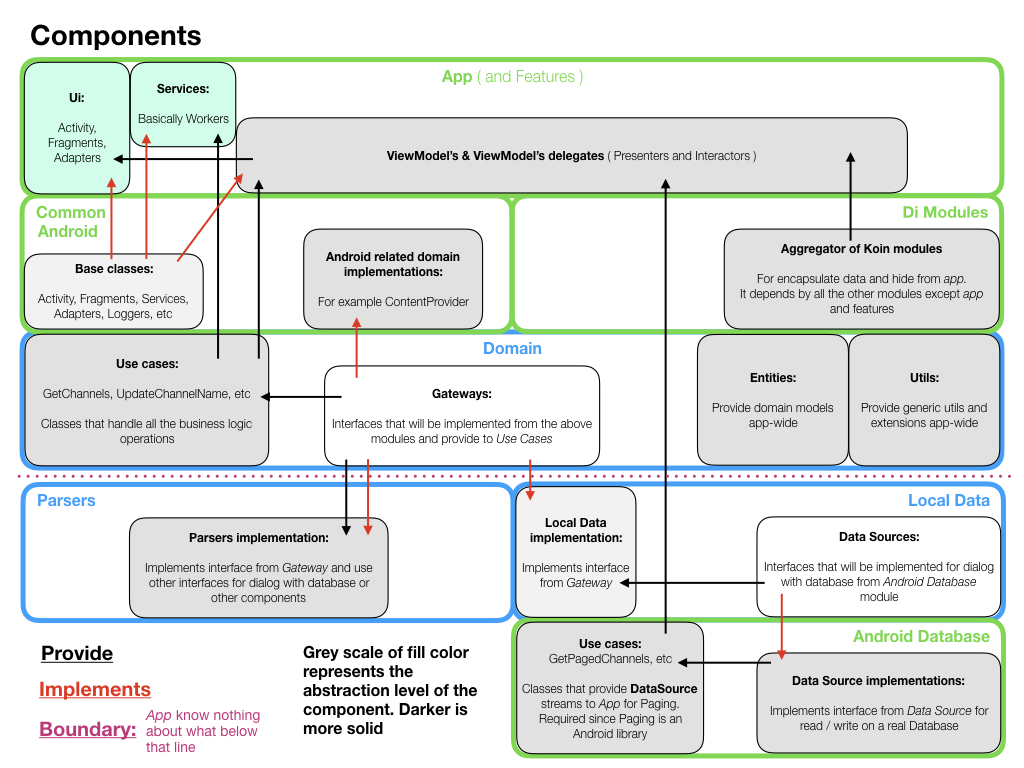 Components
App ( and Features )
Ui:
Activity,
Fragments,
Adapters
Services:
Basically Workers
ViewModel's & ViewModel's delegates ( Presenters and Interactors )
Common
Android
Base classes:
Activity, Fragments, Services,
Adapters, Loggers, etc
Android related domain
implementations:
For example ContentProvider
Di Modules
Aggregator of Koin modules
For encapsulate data and hide from app.
It depends by all the other modules except app
and features
Domain
Use cases:
GetChannels, UpdateChannelName, etc
Classes that handle all the business logic
operations
Gateways:
Interfaces that will be implemented from the above
modules and provide to Use Cases
Entities:
Provide domain models
app-wide
Utils:
Provide generic utils and
extensions app-wide
Parsers
Parsers implementation:
Implements interface from Gateway and use
other interfaces for dialog with database or
other components
Local Data
Local Data
implementation:
Implements interface
from Gateway
Data Sources:
Interfaces that will be implemented for dialog
with database from Android Database
module
Android Database
Use cases:
GetPagedChannels, etc
Classes that provide DataSource
streams to App for Paging.
Required since Paging is an
Android library
Data Source implementations:
Implements interface from Data Source for
read / write on a real Database
Provide
Implements
Boundary:
App know nothing
about what below
that line
Grey scale of fill color
represents the
abstraction level of the
component. Darker is
more solid